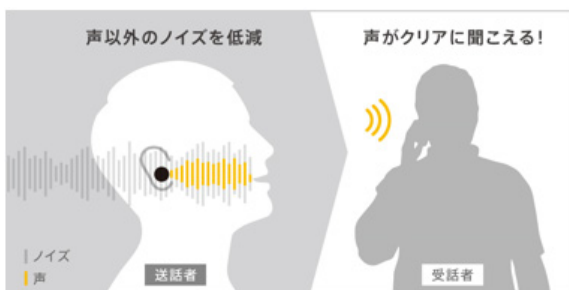 声以外のノイズを低減
声がクリアに聞こえる!
ノイズ
声
送話者
受話者